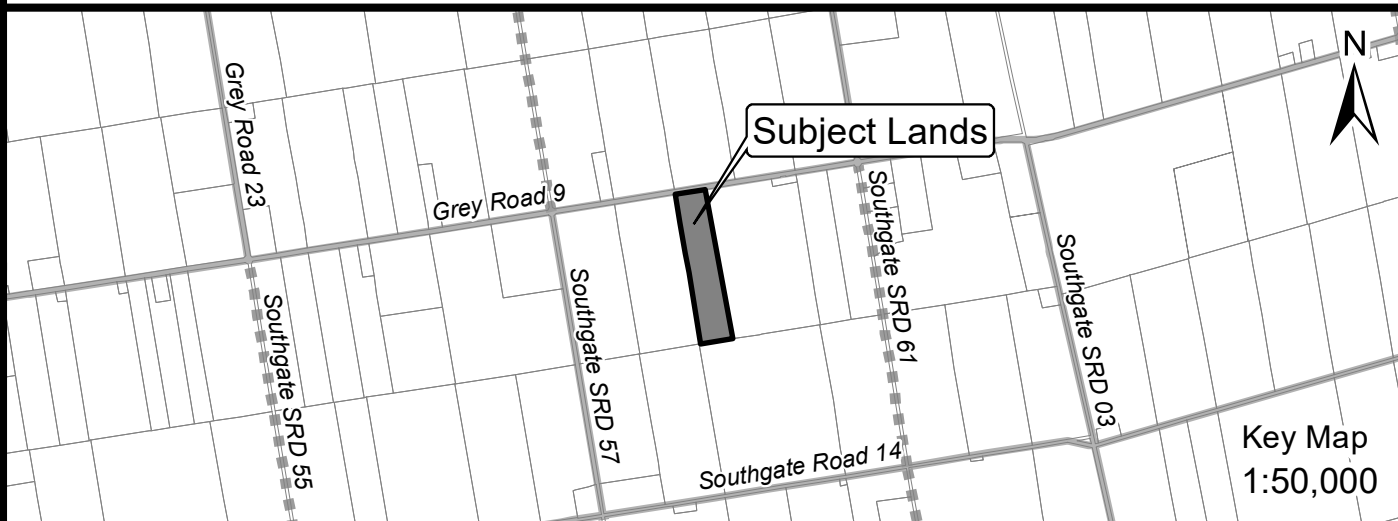 N
Subject Lands
Grey Road 23
Grey Road 9
Southgate SRD 61
Southgate SRD 03
Southgate SRD 57
Southgate SRD 55
Southgate Road 14
Key Map
1:50,000